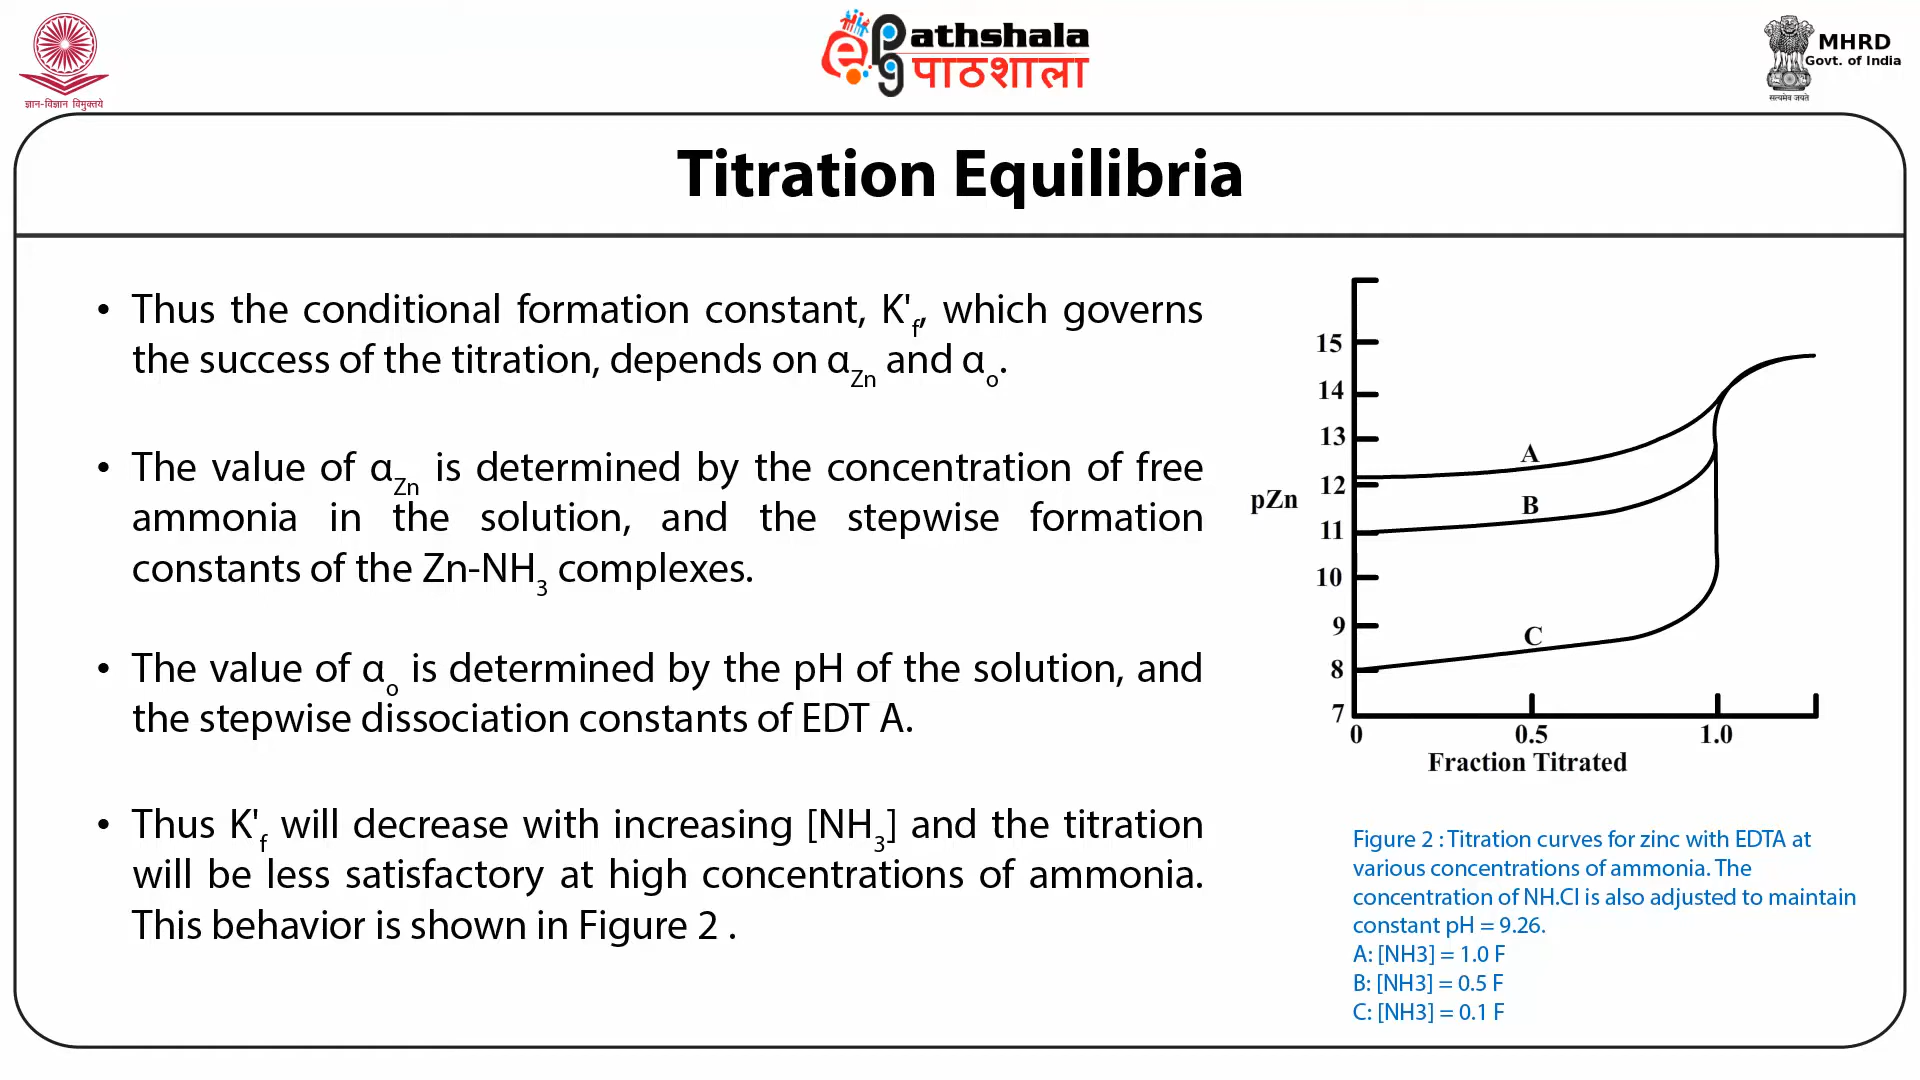 ज्ञान-विज्ञान विमुक्तये
epg
athshala
पाठशाला
MHRD
Govt. of India
सत्यमेव जयते
Titration Equilibria
• Thus the conditional formation constant, K'f, which governs
the success of the titration, depends on αZn and αo.
• The value of αZn is determined by the concentration of free
ammonia in the solution, and the stepwise formation
constants of the Zn-NH3 complexes.
• The value of αo is determined by the pH of the solution, and
the stepwise dissociation constants of EDT A.
• Thus K'f will decrease with increasing [NH3] and the titration
will be less satisfactory at high concentrations of ammonia.
This behavior is shown in Figure 2 .
15
14
13
12
pZn
11
10
9
8
7
A
B
C
0 0.5 1.0
Fraction Titrated
Figure 2 : Titration curves for zinc with EDTA at
various concentrations of ammonia. The
concentration of NH.Cl is also adjusted to maintain
constant pH = 9.26.
A: [NH3] = 1.0 F
B: [NH3] = 0.5 F
C: [NH3] = 0.1 F